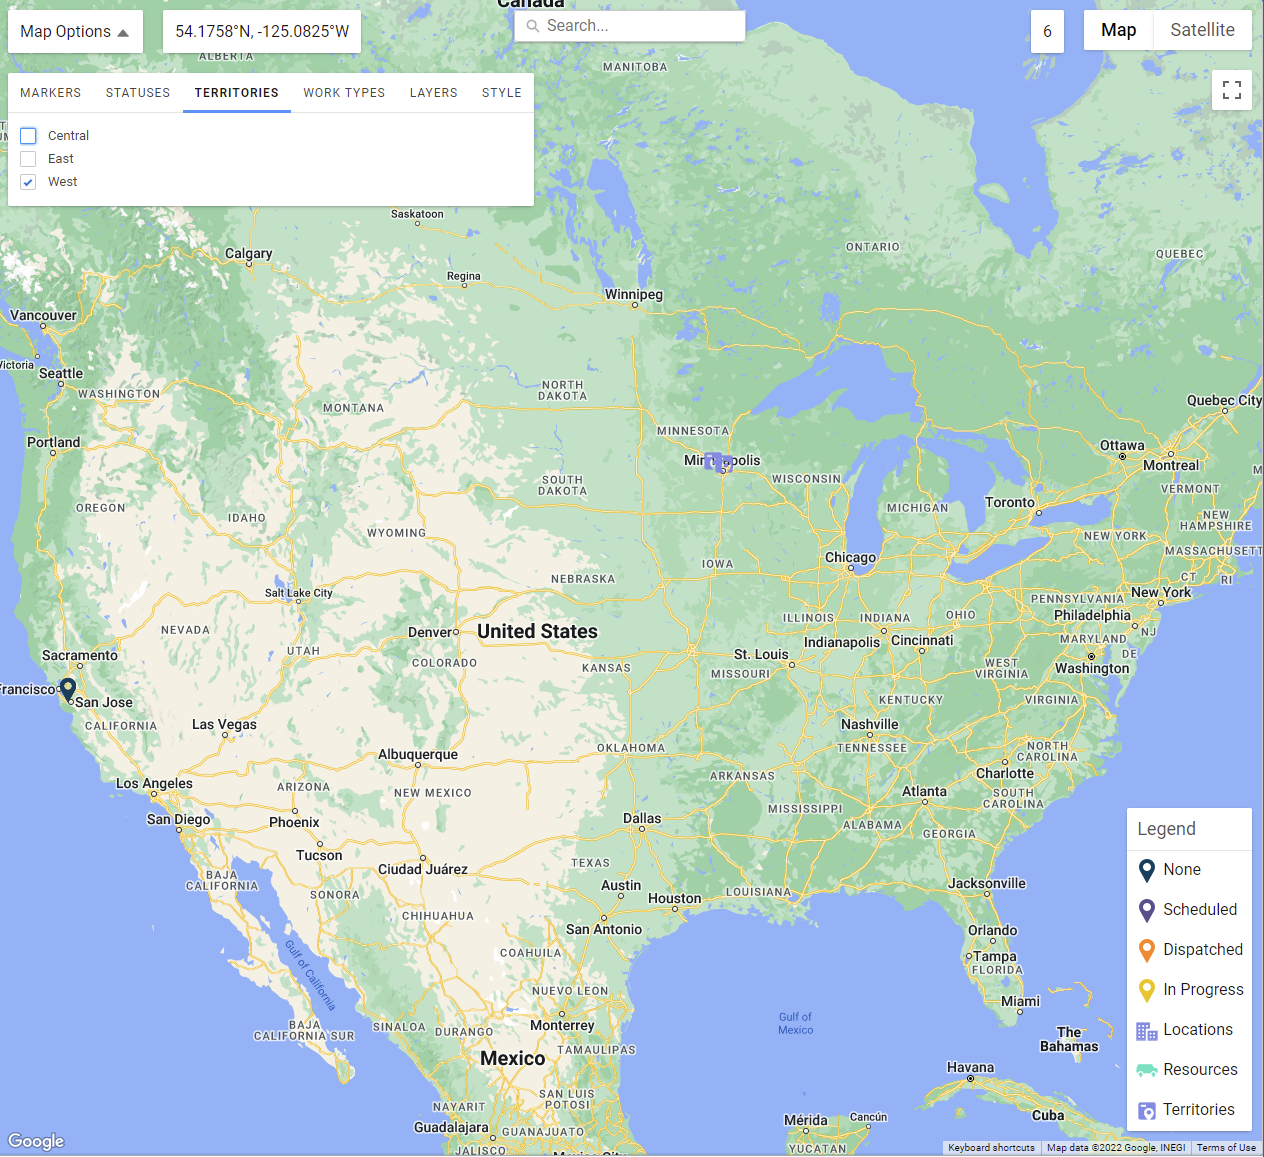 Canada
Map Options
54.1758°N, -125.0825°W
Search...
6
Map
Satellite
ALBERTA
MANITOBA
MARKERS
STATUSES
TERRITORIES
WORK TYPES
LAYERS
STYLE
Central
East
West
Saskatoon
Calgary
ONTARIO
QUEBEC
Regina
Winnipeg
Vancouver
Victoria
Seattle
WASHINGTON
NORTH
DAKOTA
MONTANA
Quebec City
MINNESOTA
Portland
Ottawa
Montreal
SOUTH
DAKOTA
WISCONSIN
VERMONT
OREGON
IDAHO
MICHIGAN
Toronto
NEW
HAMPSHIRE
WYOMING
NEW YORK
MASSACHUSETT
Chicago
IOWA
NEBRASKA
CT
RI
Salt Lake City
PENNSYLVANIA
New York
ILLINOIS
INDIANA
OHIO
Philadelphia
NEVADA
Denver
United States
NJ
Indianapolis
Cincinnati
MARYLAND
UTAH
Sacramento
St. Louis
DE
COLORADO
KANSAS
WEST
VIRGINIA
Washington
MISSOURI
Francisco
San Jose
KENTUCKY
VIRGINIA
CALIFORNIA
Las Vegas
Nashville
OKLAHOMA
TENNESSEE
NORTH
CAROLINA
Albuquerque
ARKANSAS
Charlotte
Los Angeles
ARIZONA
NEW MEXICO
Atlanta
SOUTH
CAROLINA
MISSISSIPPI
San Diego
Phoenix
Dallas
ALABAMA
GEORGIA
Tucson
TEXAS
Ciudad Juárez
BAJA
CALIFORNIA
SONORA
Austin
Houston
LOUISIANA
Jacksonville
CHIHUAHUA
San Antonio
Orlando
Gulf of California
COAHUILA
Tampa
FLORIDA
NUEVO LEON
Miami
BAJA
CALIFORNIA SUR
SINALOA
DURANGO
Monterrey
Gulf of
Mexico
The
Bahamas
Mexico
TAMAULIPAS
Havana
SAN LUIS
POTOSI
NAYARIT
Guadalajara
GUANAJUATO
Mérida
Cancún
Cuba
JALISCO
Mexico City
YUCATAN
Legend
None
Scheduled
Dispatched
In Progress
Locations
Resources
Territories
Google
Keyboard shortcuts
Map data ©2022 Google, INEGI
Terms of Use